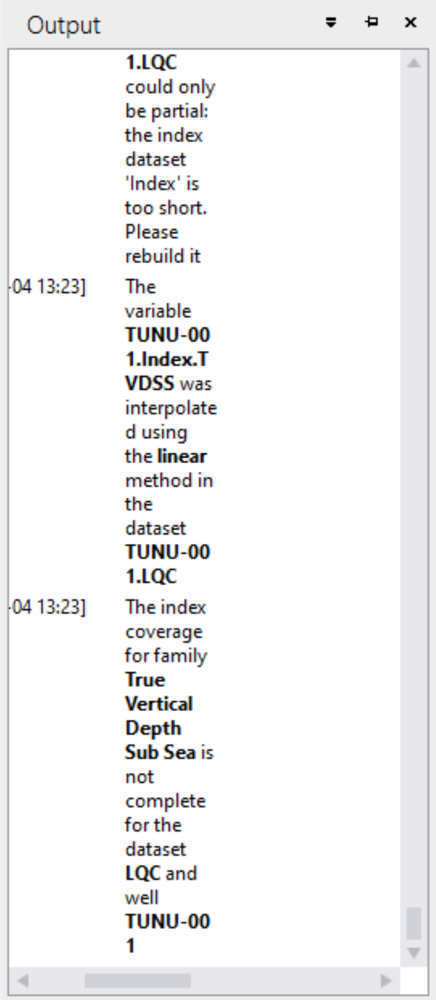 Output
1.LQC
could only
be partial:
the index
dataset
'Index' is
too short.
Please
rebuild it
-04 13:23] The
variable
TUNU-00
1.Index.T
VDSS was
interpolate
d using
the linear
method in
the
dataset
TUNU-00
1.LQC
-04 13:23] The index
coverage
for family
True
Vertical
Depth
Sub Sea is
not
complete
for the
dataset
LQC and
well
TUNU-00
1